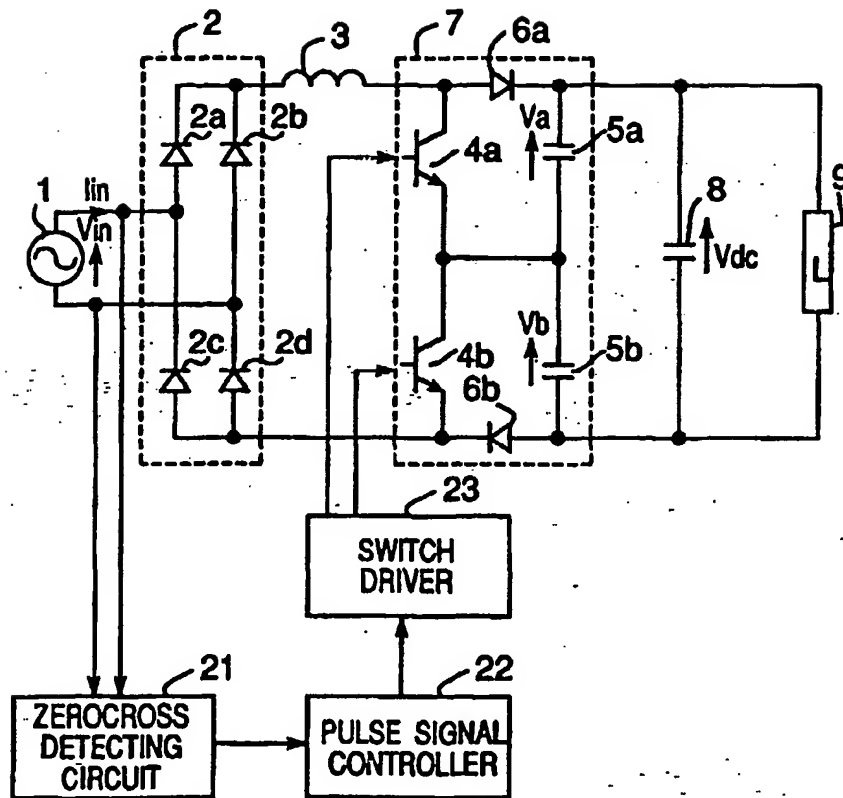 2
3
7
6a
2a
2b
Va
5a
4a
1
Iin
Vin
8
9
Vdc
L
2c
2d
Vb
4b
5b
6b
23
SWITCH
DRIVER
21
22
ZEROCROSS
DETECTING
CIRCUIT
PULSE SIGNAL
CONTROLLER